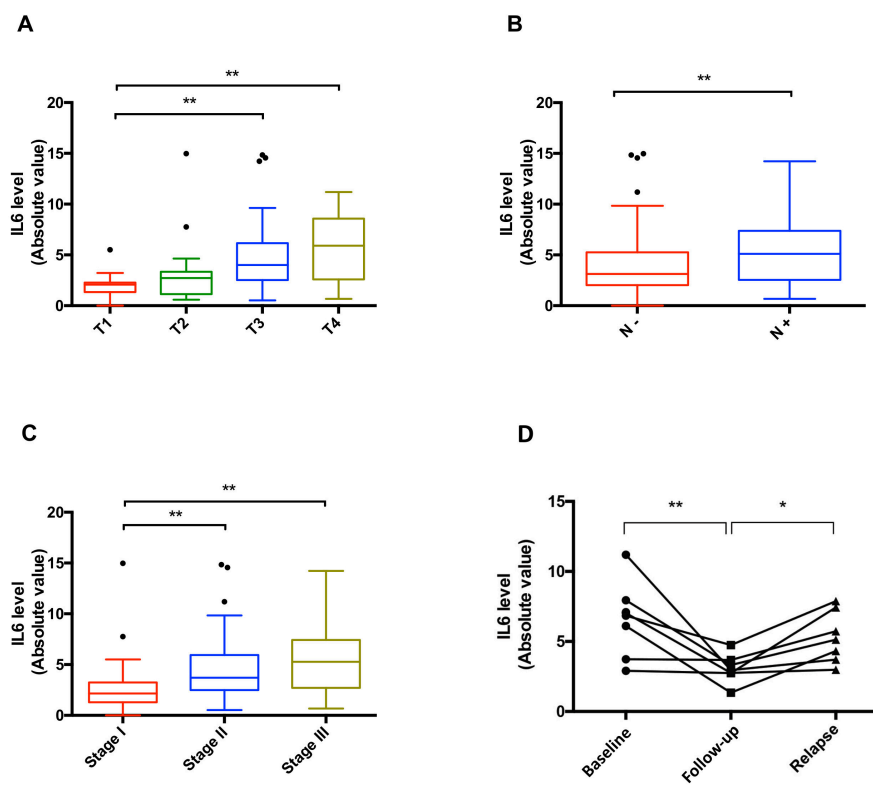 A
**
**
IL6 level
(Absolute value)
20
15
10
5
0
T1
T2
T3
T4
B
**
IL6 level
(Absolute value)
20
15
10
5
0
N -
N +
C
**
**
IL6 level
(Absolute value)
20
15
10
5
0
Stage I
Stage II
Stage III
D
**
*
IL6 level
(Absolute value)
15
10
5
0
Baseline
Follow-up
Relapse